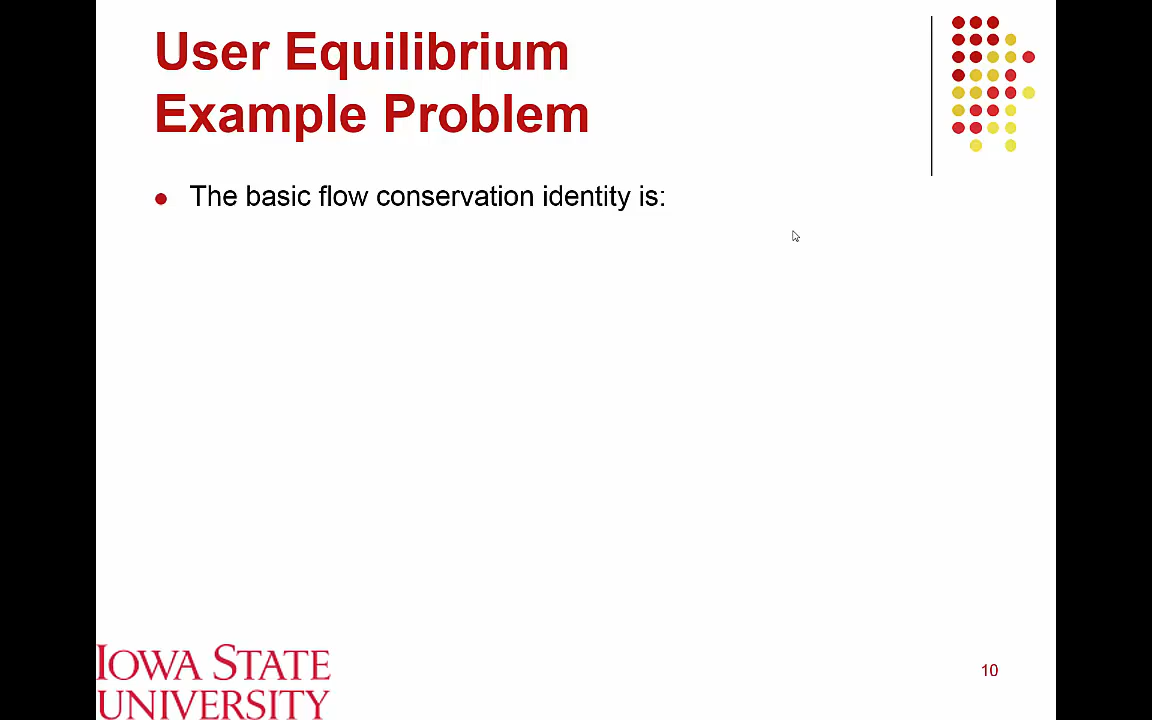 User Equilibrium
Example Problem
The basic flow conservation identity is:
IOWA STATE
UNIVERSITY
10